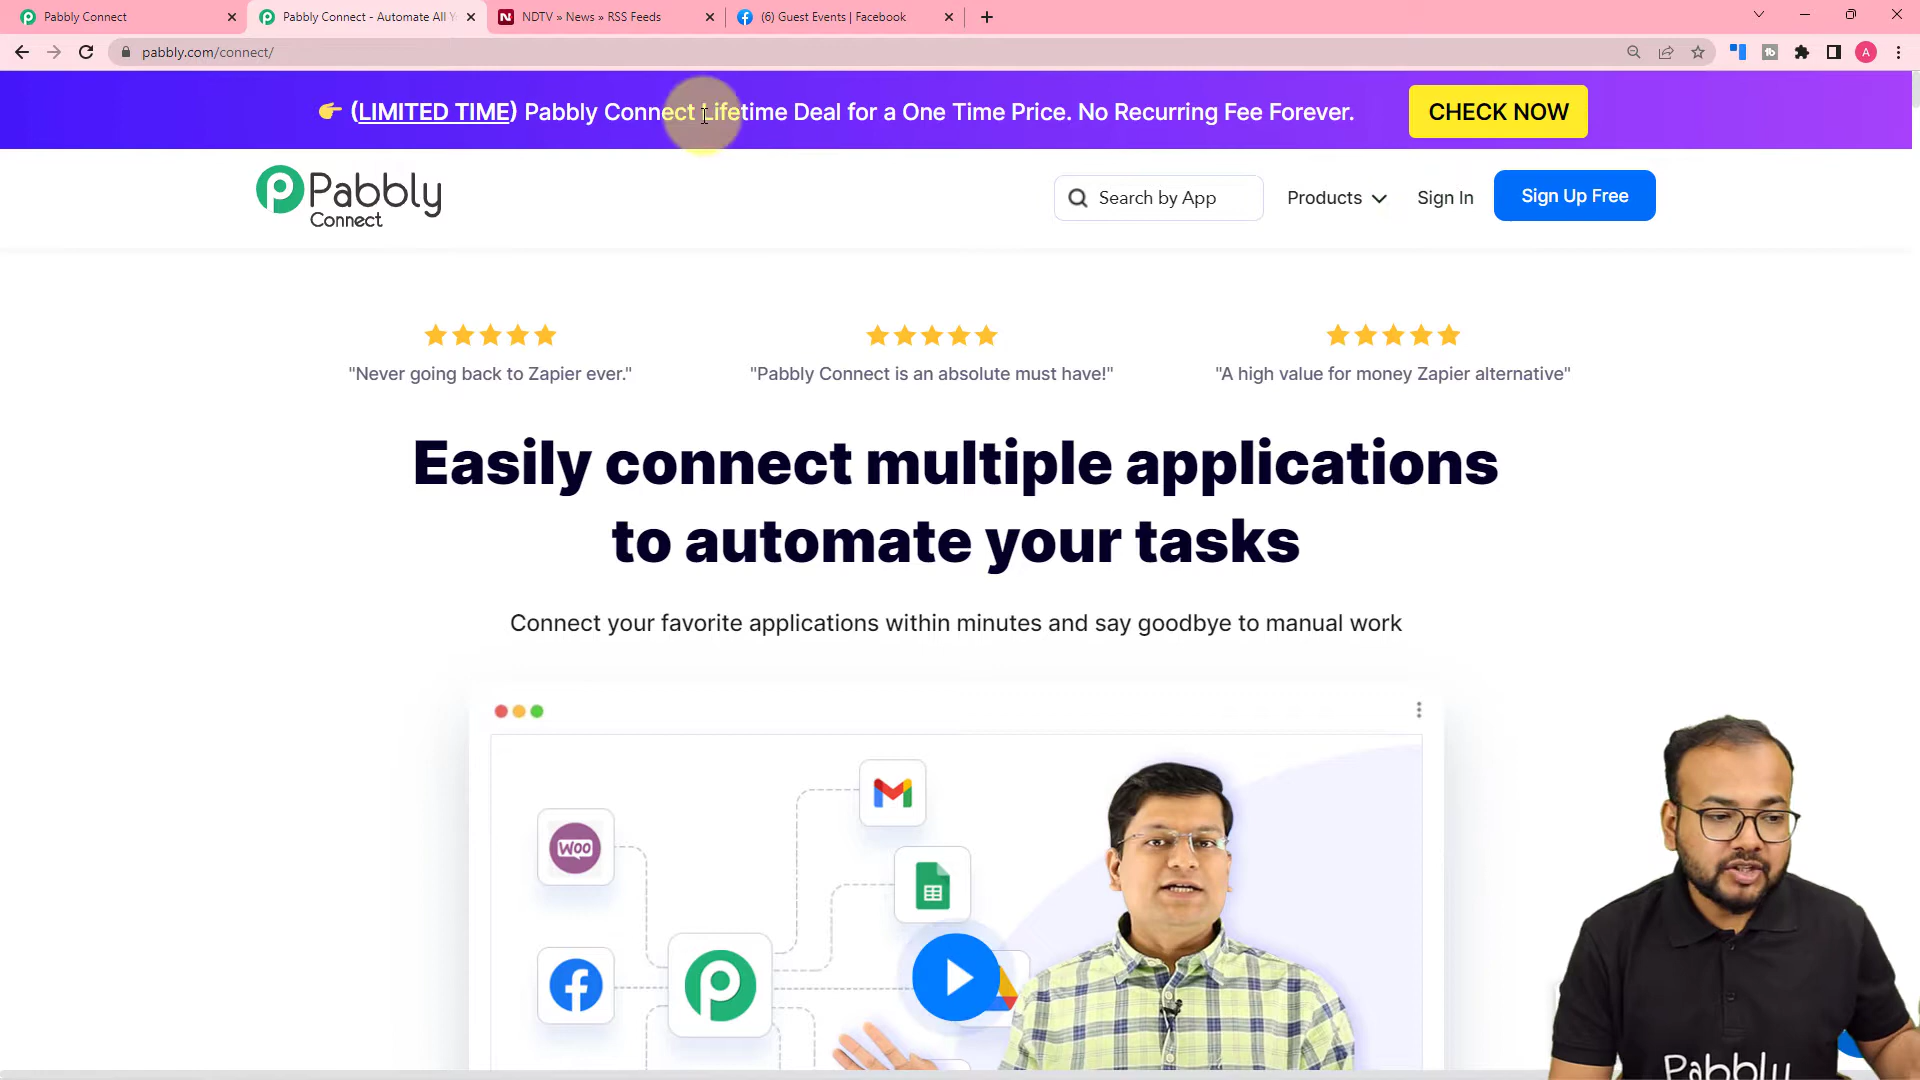 Pabbly Connect
Pabbly Connect - Automate All Y
NDTV » News » RSS Feeds
(6) Guest Events | Facebook
pabbly.com/connect/
A
(LIMITED TIME) Pabbly Connect Lifetime Deal for a One Time Price. No Recurring Fee Forever.
CHECK NOW
Pabbly
Connect
Search by App
Products
Sign In
Sign Up Free
"Never going back to Zapier ever."
"Pabbly Connect is an absolute must have!"
"A high value for money Zapier alternative"
Easily connect multiple applications
to automate your tasks
Connect your favorite applications within minutes and say goodbye to manual work
WOO
Pabbly